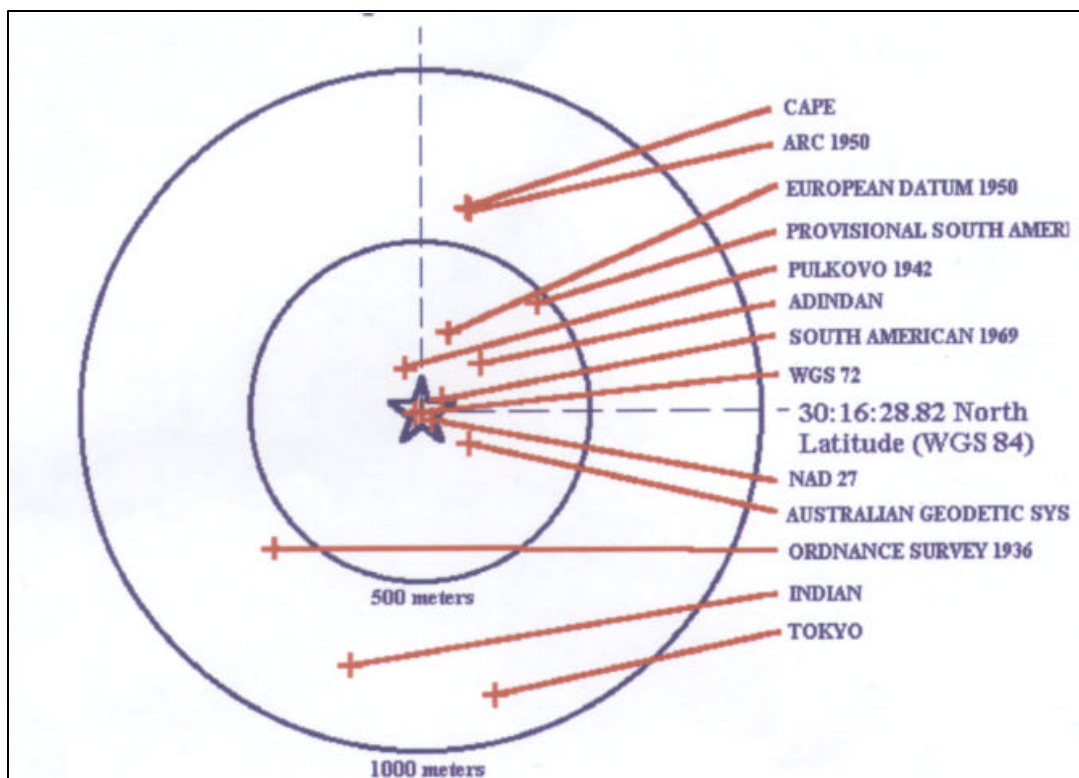 CAPE
ARC 1950
EUROPEAN DATUM 1950
PROVISIONAL SOUTH AMERI
PULKOVO 1942
ADINDAN
SOUTH AMERICAN 1969
WGS 72
30:16:28.82 North
Latitude (WGS 84)
NAD 27
AUSTRALIAN GEODETIC SYS
ORDNANCE SURVEY 1936
500 meters
INDIAN
TOKYO
1000 meters